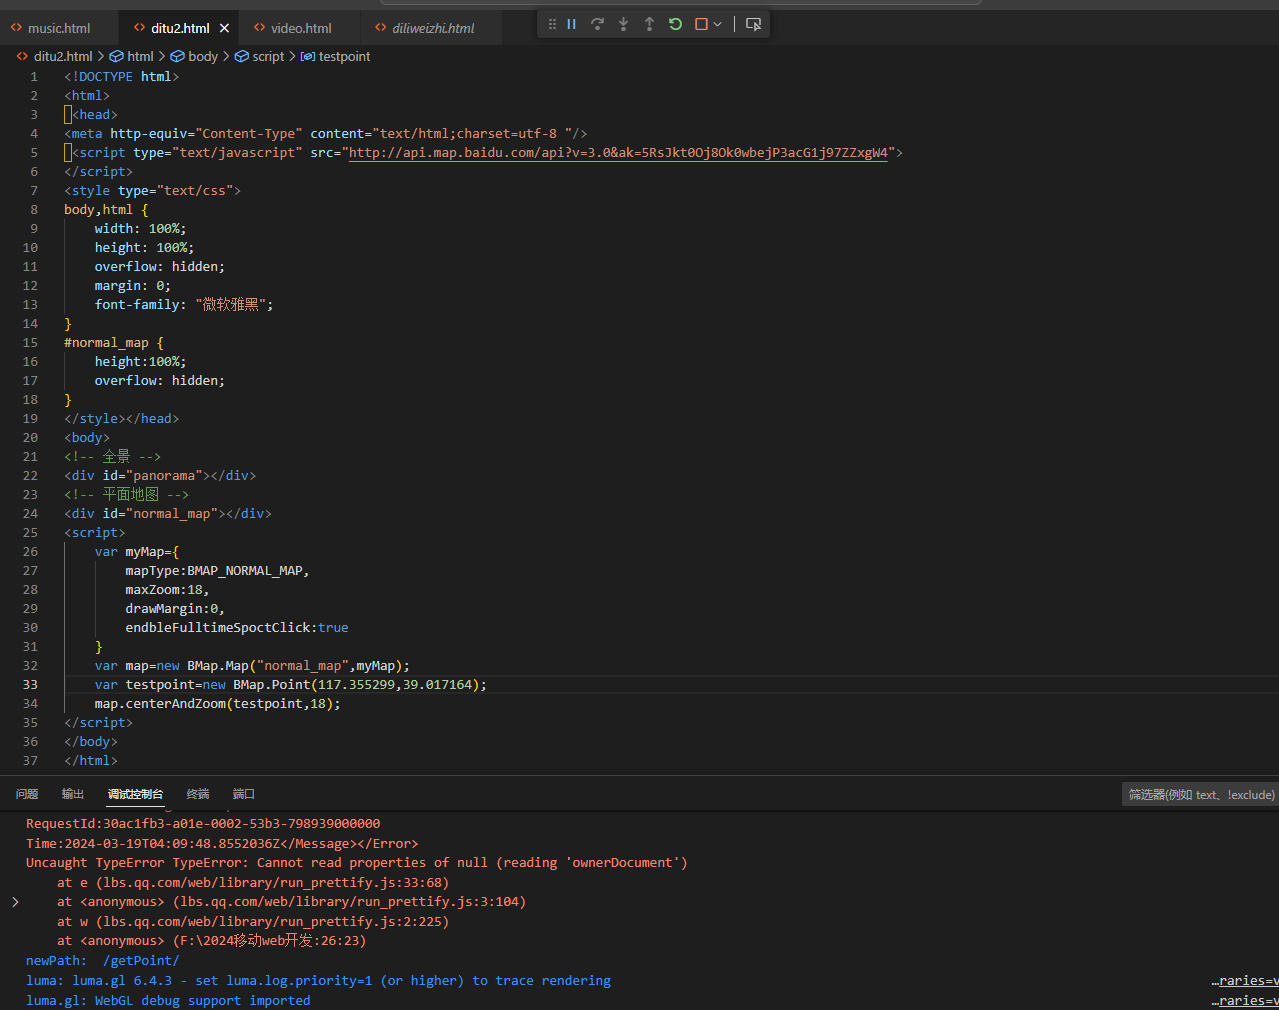 music.html
ditu2.html
video.html
diliweizhi.html
ditu2.html > html > body > script > testpoint
1 <!DOCTYPE html>
2 <html>
3 <head>
4 <meta http-equiv="Content-Type" content="text/html;charset=utf-8 "/>
5 <script type="text/javascript" src="http://api.map.baidu.com/api?v=3.0&ak=5RsJkt0Oj8Ok0wbejP3acG1j97ZZxgW4">
6 </script>
7 <style type="text/css">
8 body,html {
9 width: 100%;
10 height: 100%;
11 overflow: hidden;
12 margin: 0;
13 font-family: "微软雅黑";
14 }
15 #normal_map {
16 height:100%;
17 overflow: hidden;
18 }
19 </style></head>
20 <body>
21 <!-- 全景 -->
22 <div id="panorama"></div>
23 <!-- 平面地图 -->
24 <div id="normal_map"></div>
25 <script>
26 var myMap={
27 mapType:BMAP_NORMAL_MAP,
28 maxZoom:18,
29 drawMargin:0,
30 endbleFulltimeSpoctClick:true
31 }
32 var map=new BMap.Map("normal_map",myMap);
33 var testpoint=new BMap.Point(117.355299,39.017164);
34 map.centerAndZoom(testpoint,18);
35 </script>
36 </body>
37 </html>
问题 输出 调试控制台 终端 端口
筛选器(例如 text、!exclude)
RequestId:30ac1fb3-a01e-0002-53b3-798939000000
Time:2024-03-19T04:09:48.8552036Z</Message></Error>
Uncaught TypeError TypeError: Cannot read properties of null (reading 'ownerDocument')
at e (lbs.qq.com/web/library/run_prettify.js:33:68)
at <anonymous> (lbs.qq.com/web/library/run_prettify.js:3:104)
at w (lbs.qq.com/web/library/run_prettify.js:2:225)
at <anonymous> (F:\2024移动web开发:26:23)
newPath: /getPoint/
luma: luma.gl 6.4.3 - set luma.log.priority=1 (or higher) to trace rendering …raries=v
luma.gl: WebGL debug support imported …raries=v